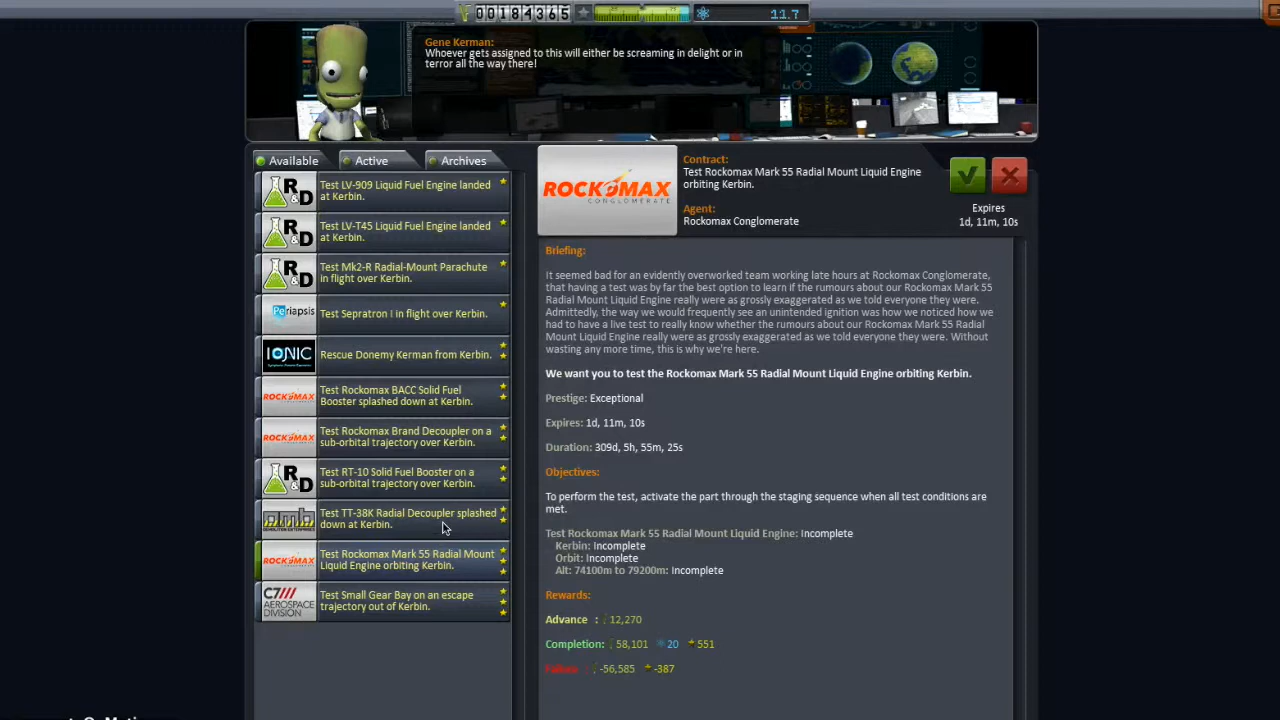 00184365
11.7
Gene Kerman:
Whoever gets assigned to this will either be screaming in delight or in
terror all the way there!
Available
Active
Archives
R&D
Test LV-909 Liquid Fuel Engine landed
at Kerbin.
R&D
Test LV-T45 Liquid Fuel Engine landed
at Kerbin.
R&D
Test Mk2-R Radial-Mount Parachute
in flight over Kerbin.
Periapsis
Test Sepratron I in flight over Kerbin.
IONIC
Rescue Donemy Kerman from Kerbin.
ROCKOMAX
Test Rockomax BACC Solid Fuel
Booster splashed down at Kerbin.
ROCKOMAX
Test Rockomax Brand Decoupler on a
sub-orbital trajectory over Kerbin.
R&D
Test RT-10 Solid Fuel Booster on a
sub-orbital trajectory over Kerbin.
Test TT-38K Radial Decoupler splashed
down at Kerbin.
ROCKOMAX
Test Rockomax Mark 55 Radial Mount
Liquid Engine orbiting Kerbin.
C7
AEROSPACE
DIVISION
Test Small Gear Bay on an escape
trajectory out of Kerbin.
ROCKOMAX
CONGLOMERATE
Contract:
Test Rockomax Mark 55 Radial Mount Liquid Engine
orbiting Kerbin.
Agent:
Rockomax Conglomerate
Expires
1d, 11m, 10s
Briefing:
It seemed bad for an evidently overworked team working late hours at Rockomax Conglomerate,
that having a test was by far the best option to learn if the rumours about our Rockomax Mark 55
Radial Mount Liquid Engine really were as grossly exaggerated as we told everyone they were.
Admittedly, the way we would frequently see an unintended ignition was how we noticed how we
had to have a live test to really know whether the rumours about our Rockomax Mark 55 Radial
Mount Liquid Engine really were as grossly exaggerated as we told everyone they were. Without
wasting any more time, this is why we're here.
We want you to test the Rockomax Mark 55 Radial Mount Liquid Engine orbiting Kerbin.
Prestige: Exceptional
Expires: 1d, 11m, 10s
Duration: 309d, 5h, 55m, 25s
Objectives:
To perform the test, activate the part through the staging sequence when all test conditions are
met.
Test Rockomax Mark 55 Radial Mount Liquid Engine: Incomplete
Kerbin: Incomplete
Orbit: Incomplete
Alt: 74100m to 79200m: Incomplete
Rewards:
Advance : 12,270
Completion: 58,101 20 551
Failure : -56,585 -387